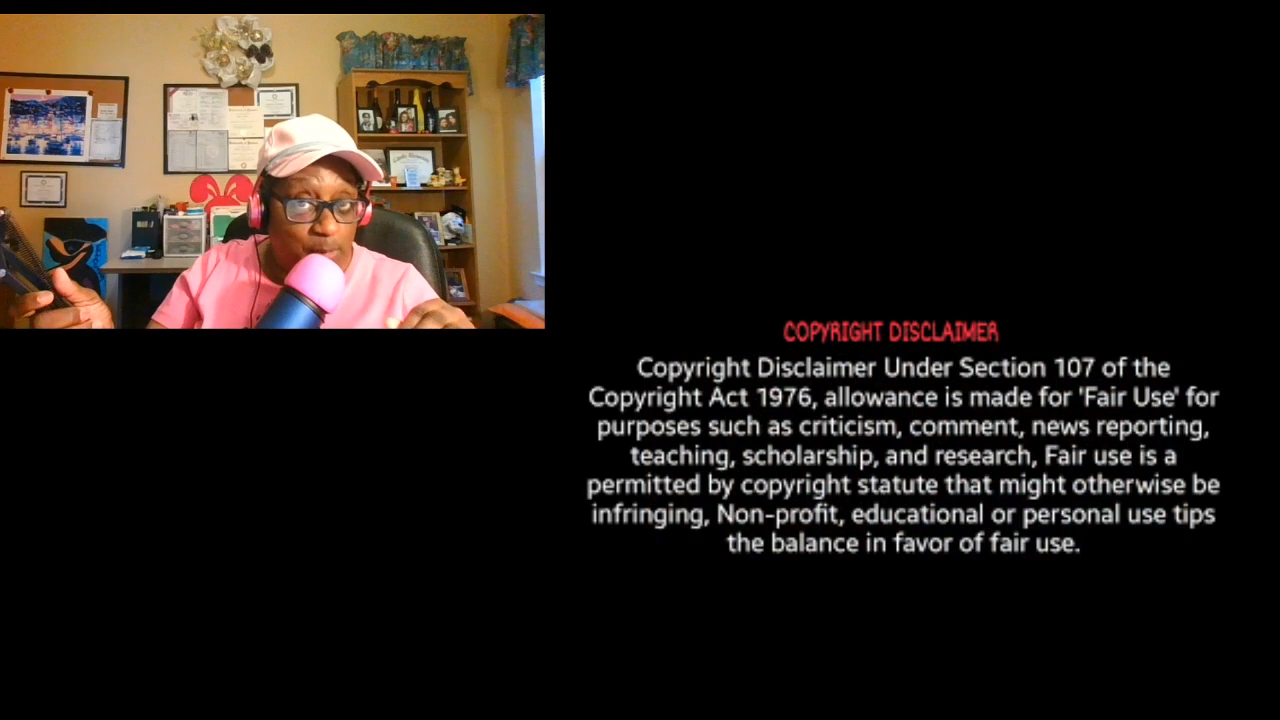 COPYRIGHT DISCLAIMER
Copyright Disclaimer Under Section 107 of the
Copyright Act 1976, allowance is made for 'Fair Use' for
purposes such as criticism, comment, news reporting,
teaching, scholarship, and research, Fair use is a
permitted by copyright statute that might otherwise be
infringing, Non-profit, educational or personal use tips
the balance in favor of fair use.